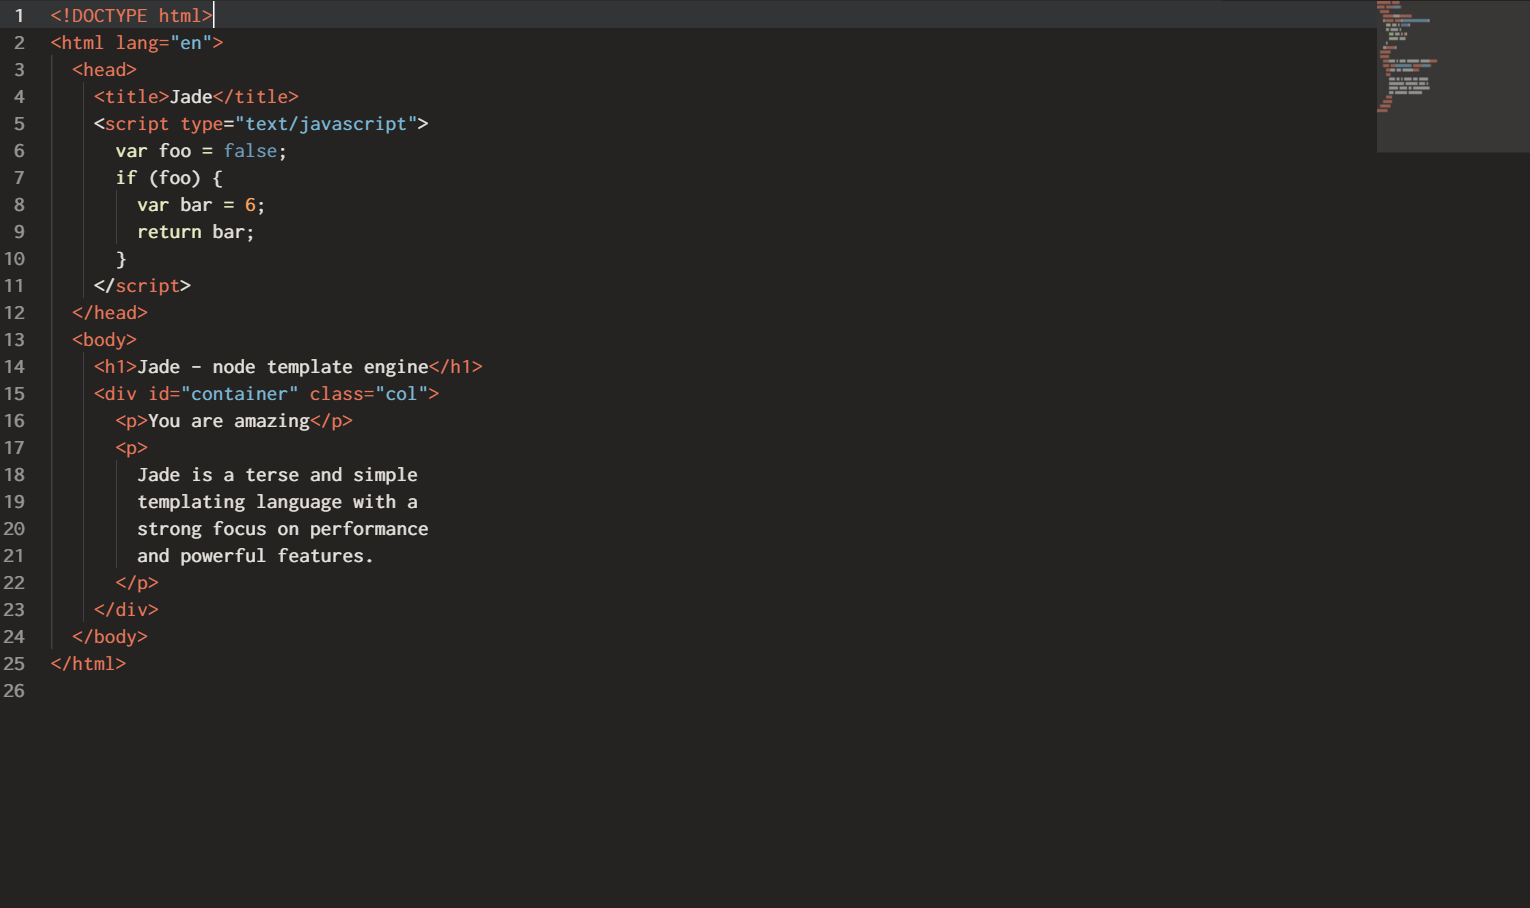 1 <!DOCTYPE html>
2 <html lang="en">
3   <head>
4     <title>Jade</title>
5     <script type="text/javascript">
6       var foo = false;
7       if (foo) {
8         var bar = 6;
9         return bar;
10       }
11     </script>
12   </head>
13   <body>
14     <h1>Jade - node template engine</h1>
15     <div id="container" class="col">
16       <p>You are amazing</p>
17       <p>
18         Jade is a terse and simple
19         templating language with a
20         strong focus on performance
21         and powerful features.
22       </p>
23     </div>
24   </body>
25 </html>
26